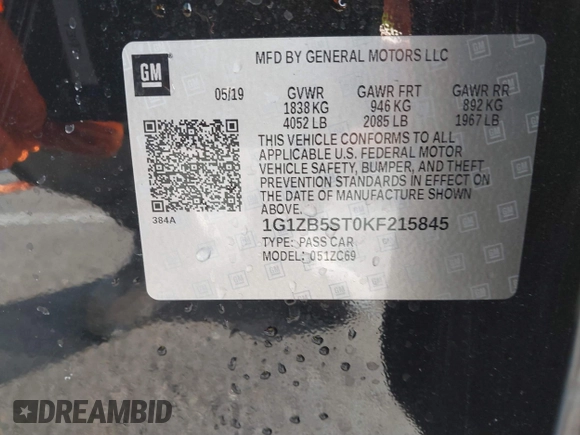 GM
MFD BY GENERAL MOTORS LLC
05/19 GVWR GAWR FRT GAWR RR
1838 KG 946 KG 892 KG
4052 LB 2085 LB 1967 LB
THIS VEHICLE CONFORMS TO ALL
APPLICABLE U.S. FEDERAL MOTOR
VEHICLE SAFETY, BUMPER, AND THEFT
PREVENTION STANDARDS IN EFFECT
ON THE DATE OF MANUFACTURE SHOWN
ABOVE.
384A
1G1ZB5ST0KF215845
TYPE: PASS CAR
MODEL: 051ZC69
DREAMBID